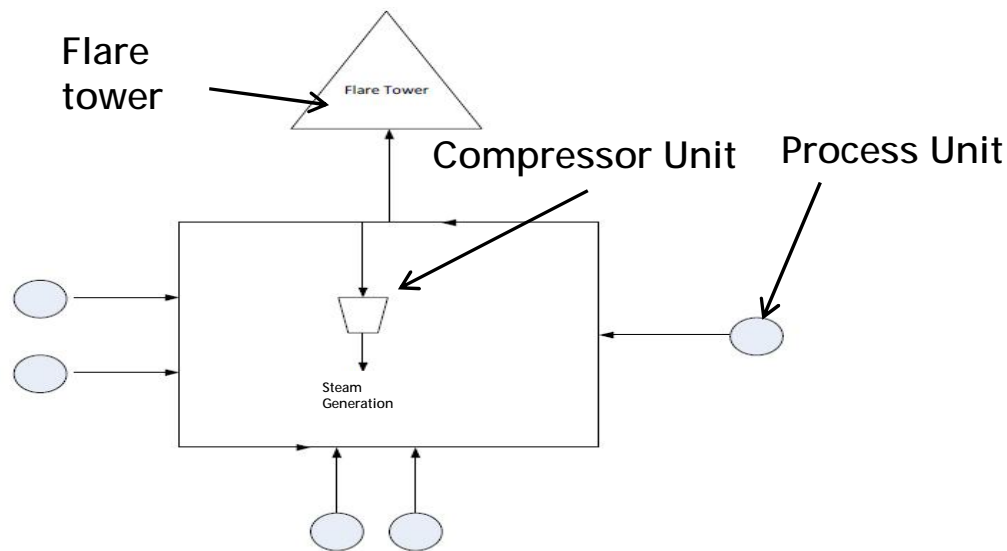 Flare
tower
Flare Tower
Compressor Unit
Process Unit
Steam
Generation